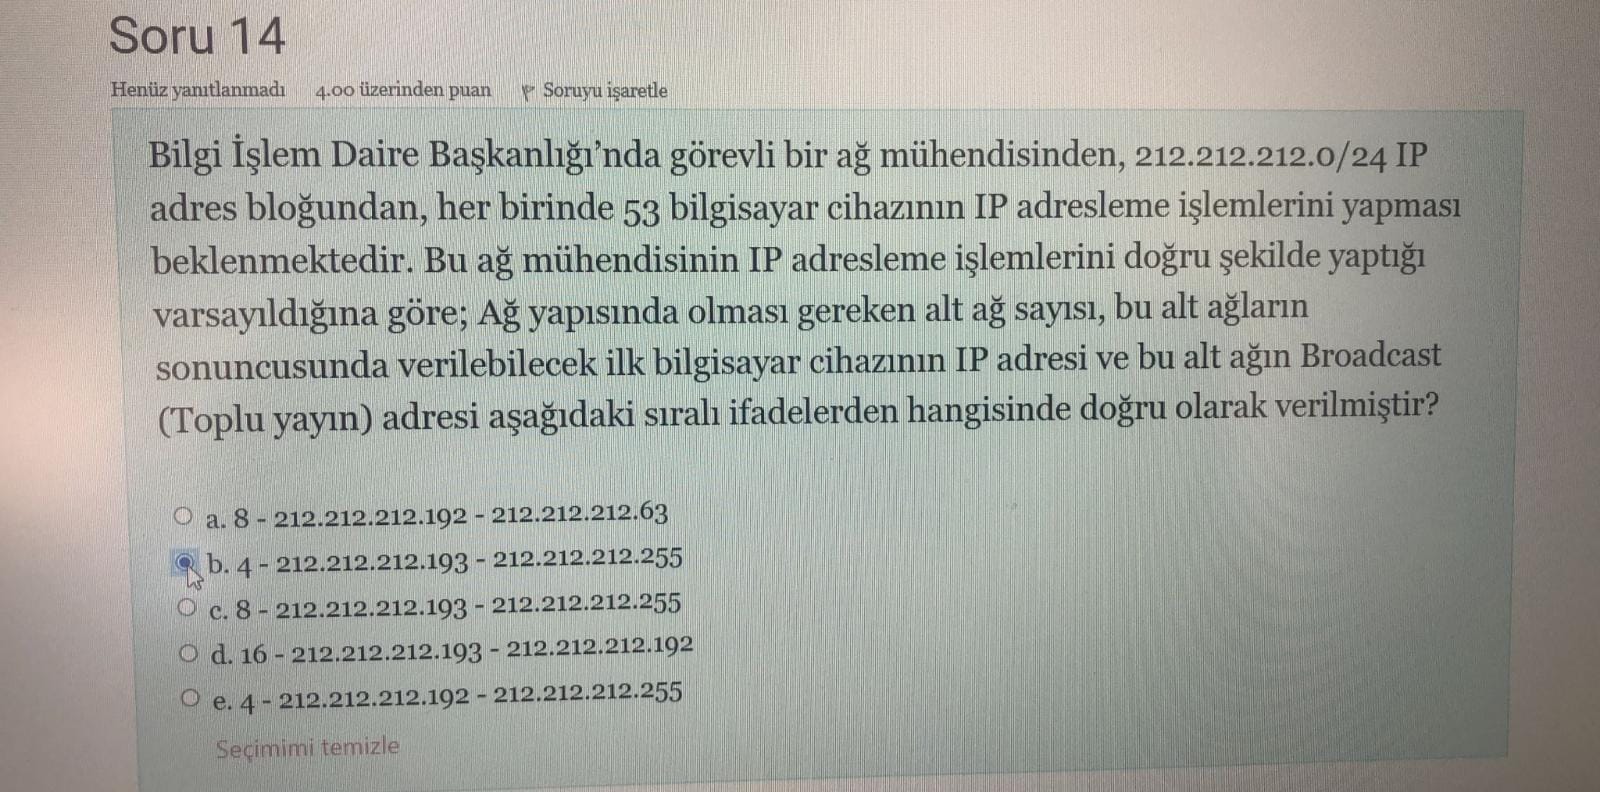 Soru 14
Henüz yanıtlanmadı 4.00 üzerinden puan Soruyu işaretle
Bilgi İşlem Daire Başkanlığı'nda görevli bir ağ mühendisinden, 212.212.212.0/24 IP
adres bloğundan, her birinde 53 bilgisayar cihazının IP adresleme işlemlerini yapması
beklenmektedir. Bu ağ mühendisinin IP adresleme işlemlerini doğru şekilde yaptığı
varsayıldığına göre; Ağ yapısında olması gereken alt ağ sayısı, bu alt ağların
sonuncusunda verilebilecek ilk bilgisayar cihazının IP adresi ve bu alt ağın Broadcast
(Toplu yayın) adresi aşağıdaki sıralı ifadelerden hangisinde doğru olarak verilmiştir?
a. 8 - 212.212.212.192 - 212.212.212.63
b. 4 - 212.212.212.193 - 212.212.212.255
c. 8 - 212.212.212.193 - 212.212.212.255
d. 16 - 212.212.212.193 - 212.212.212.192
e. 4 - 212.212.212.192 - 212.212.212.255
Seçimimi temizle